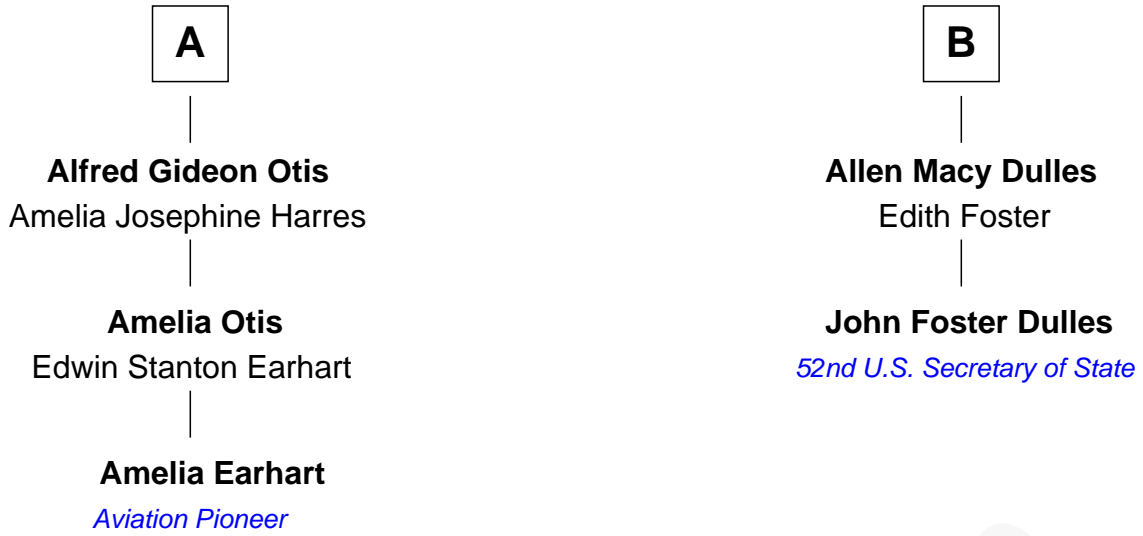 A
Alfred Gideon Otis
Amelia Josephine Harres
Amelia Otis
Edwin Stanton Earhart
Amelia Earhart
Aviation Pioneer
B
Allen Macy Dulles
Edith Foster
John Foster Dulles
52nd U.S. Secretary of State